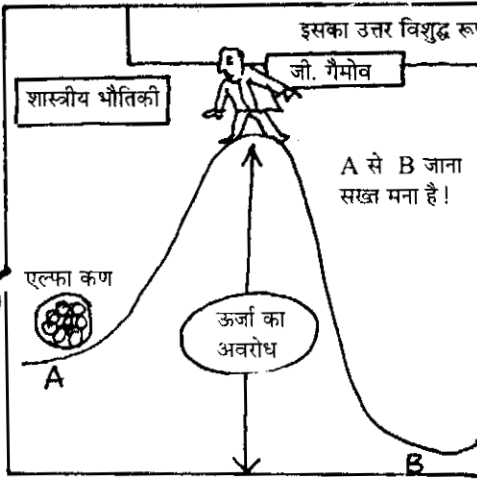 इसका उत्तर विशुद्ध रूप
जी. गैमोव
शास्त्रीय भौतिकी
A से B जाना
सख्त मना है !
एल्फा कण
ऊर्जा का
अवरोध
A
B